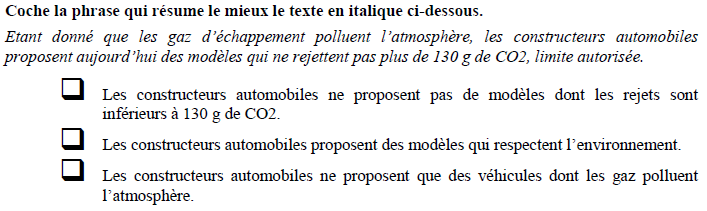 Coche la phrase qui résume le mieux le texte en italique ci-dessous.
Etant donné que les gaz d’échappement polluent l’atmosphère, les constructeurs automobiles
proposent aujourd’hui des modèles qui ne rejettent pas plus de 130 g de CO2, limite autorisée.
Les constructeurs automobiles ne proposent pas de modèles dont les rejets sont
inférieurs à 130 g de CO2.
Les constructeurs automobiles proposent des modèles qui respectent l’environnement.
Les constructeurs automobiles ne proposent que des véhicules dont les gaz polluent
l’atmosphère.